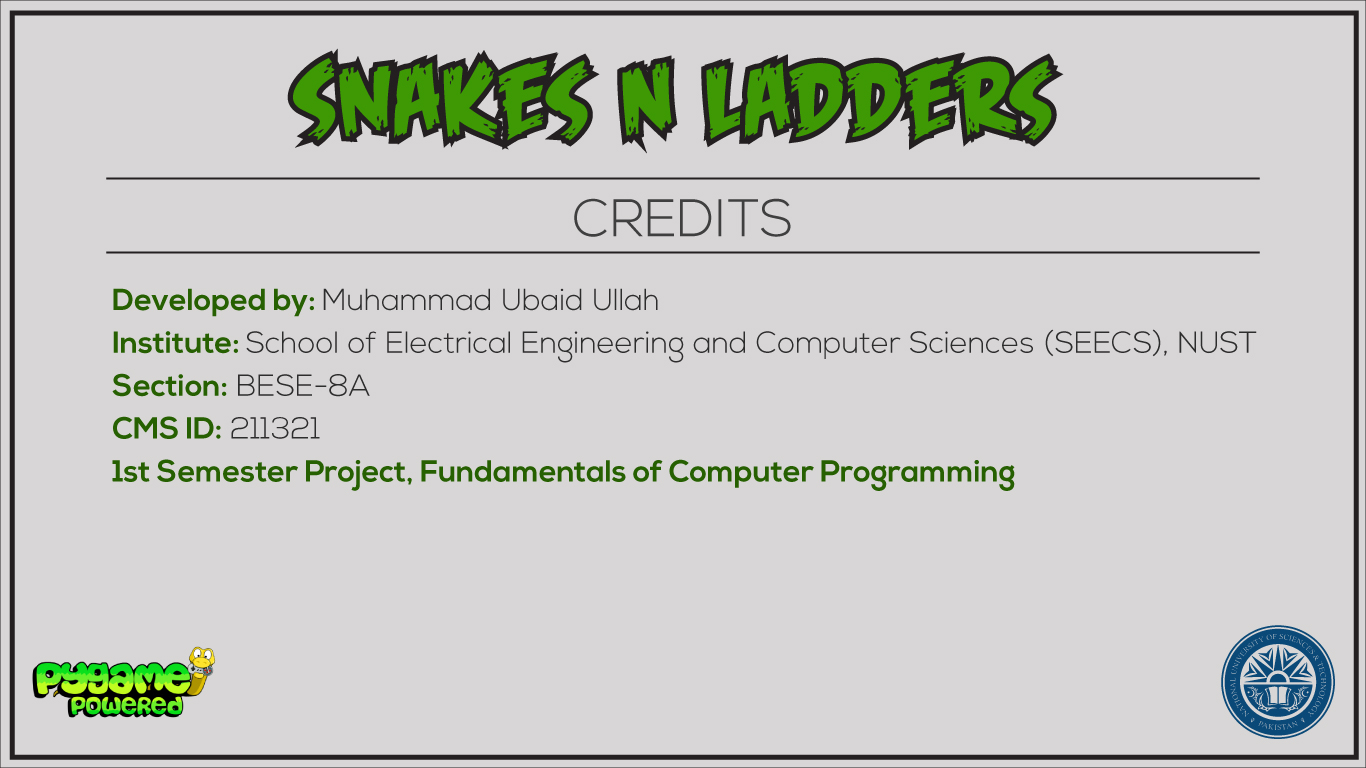 SNAKES N LADDERS
CREDITS
Developed by: Muhammad Ubaid Ullah
Institute: School of Electrical Engineering and Computer Sciences (SEECS), NUST
Section: BESE-8A
CMS ID: 211321
1st Semester Project, Fundamentals of Computer Programming
pygame
POWERED
NATIONAL UNIVERSITY OF SCIENCES & TECHNOLOGY
PAKISTAN